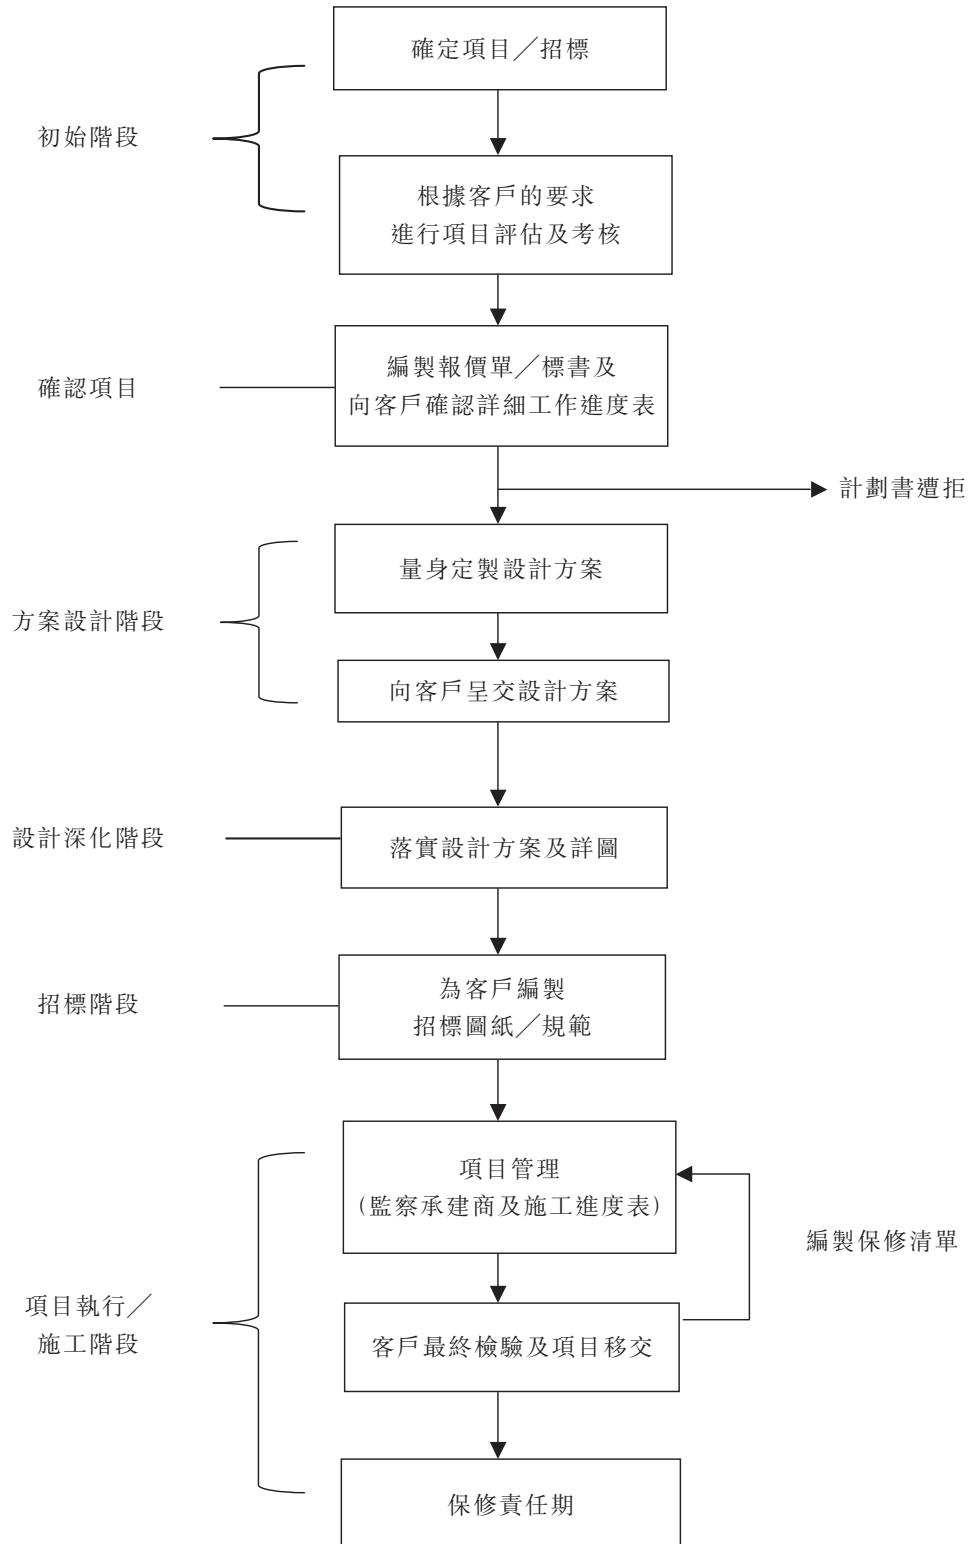 確定項目／招標
初始階段
根據客戶的要求
進行項目評估及考核
確認項目
編製報價單／標書及
向客戶確認詳細工作進度表
計劃書遭拒
量身定製設計方案
方案設計階段
向客戶呈交設計方案
設計深化階段
落實設計方案及詳圖
招標階段
為客戶編製
招標圖紙／規範
項目管理
(監察承建商及施工進度表)
編製保修清單
項目執行／
施工階段
客戶最終檢驗及項目移交
保修責任期